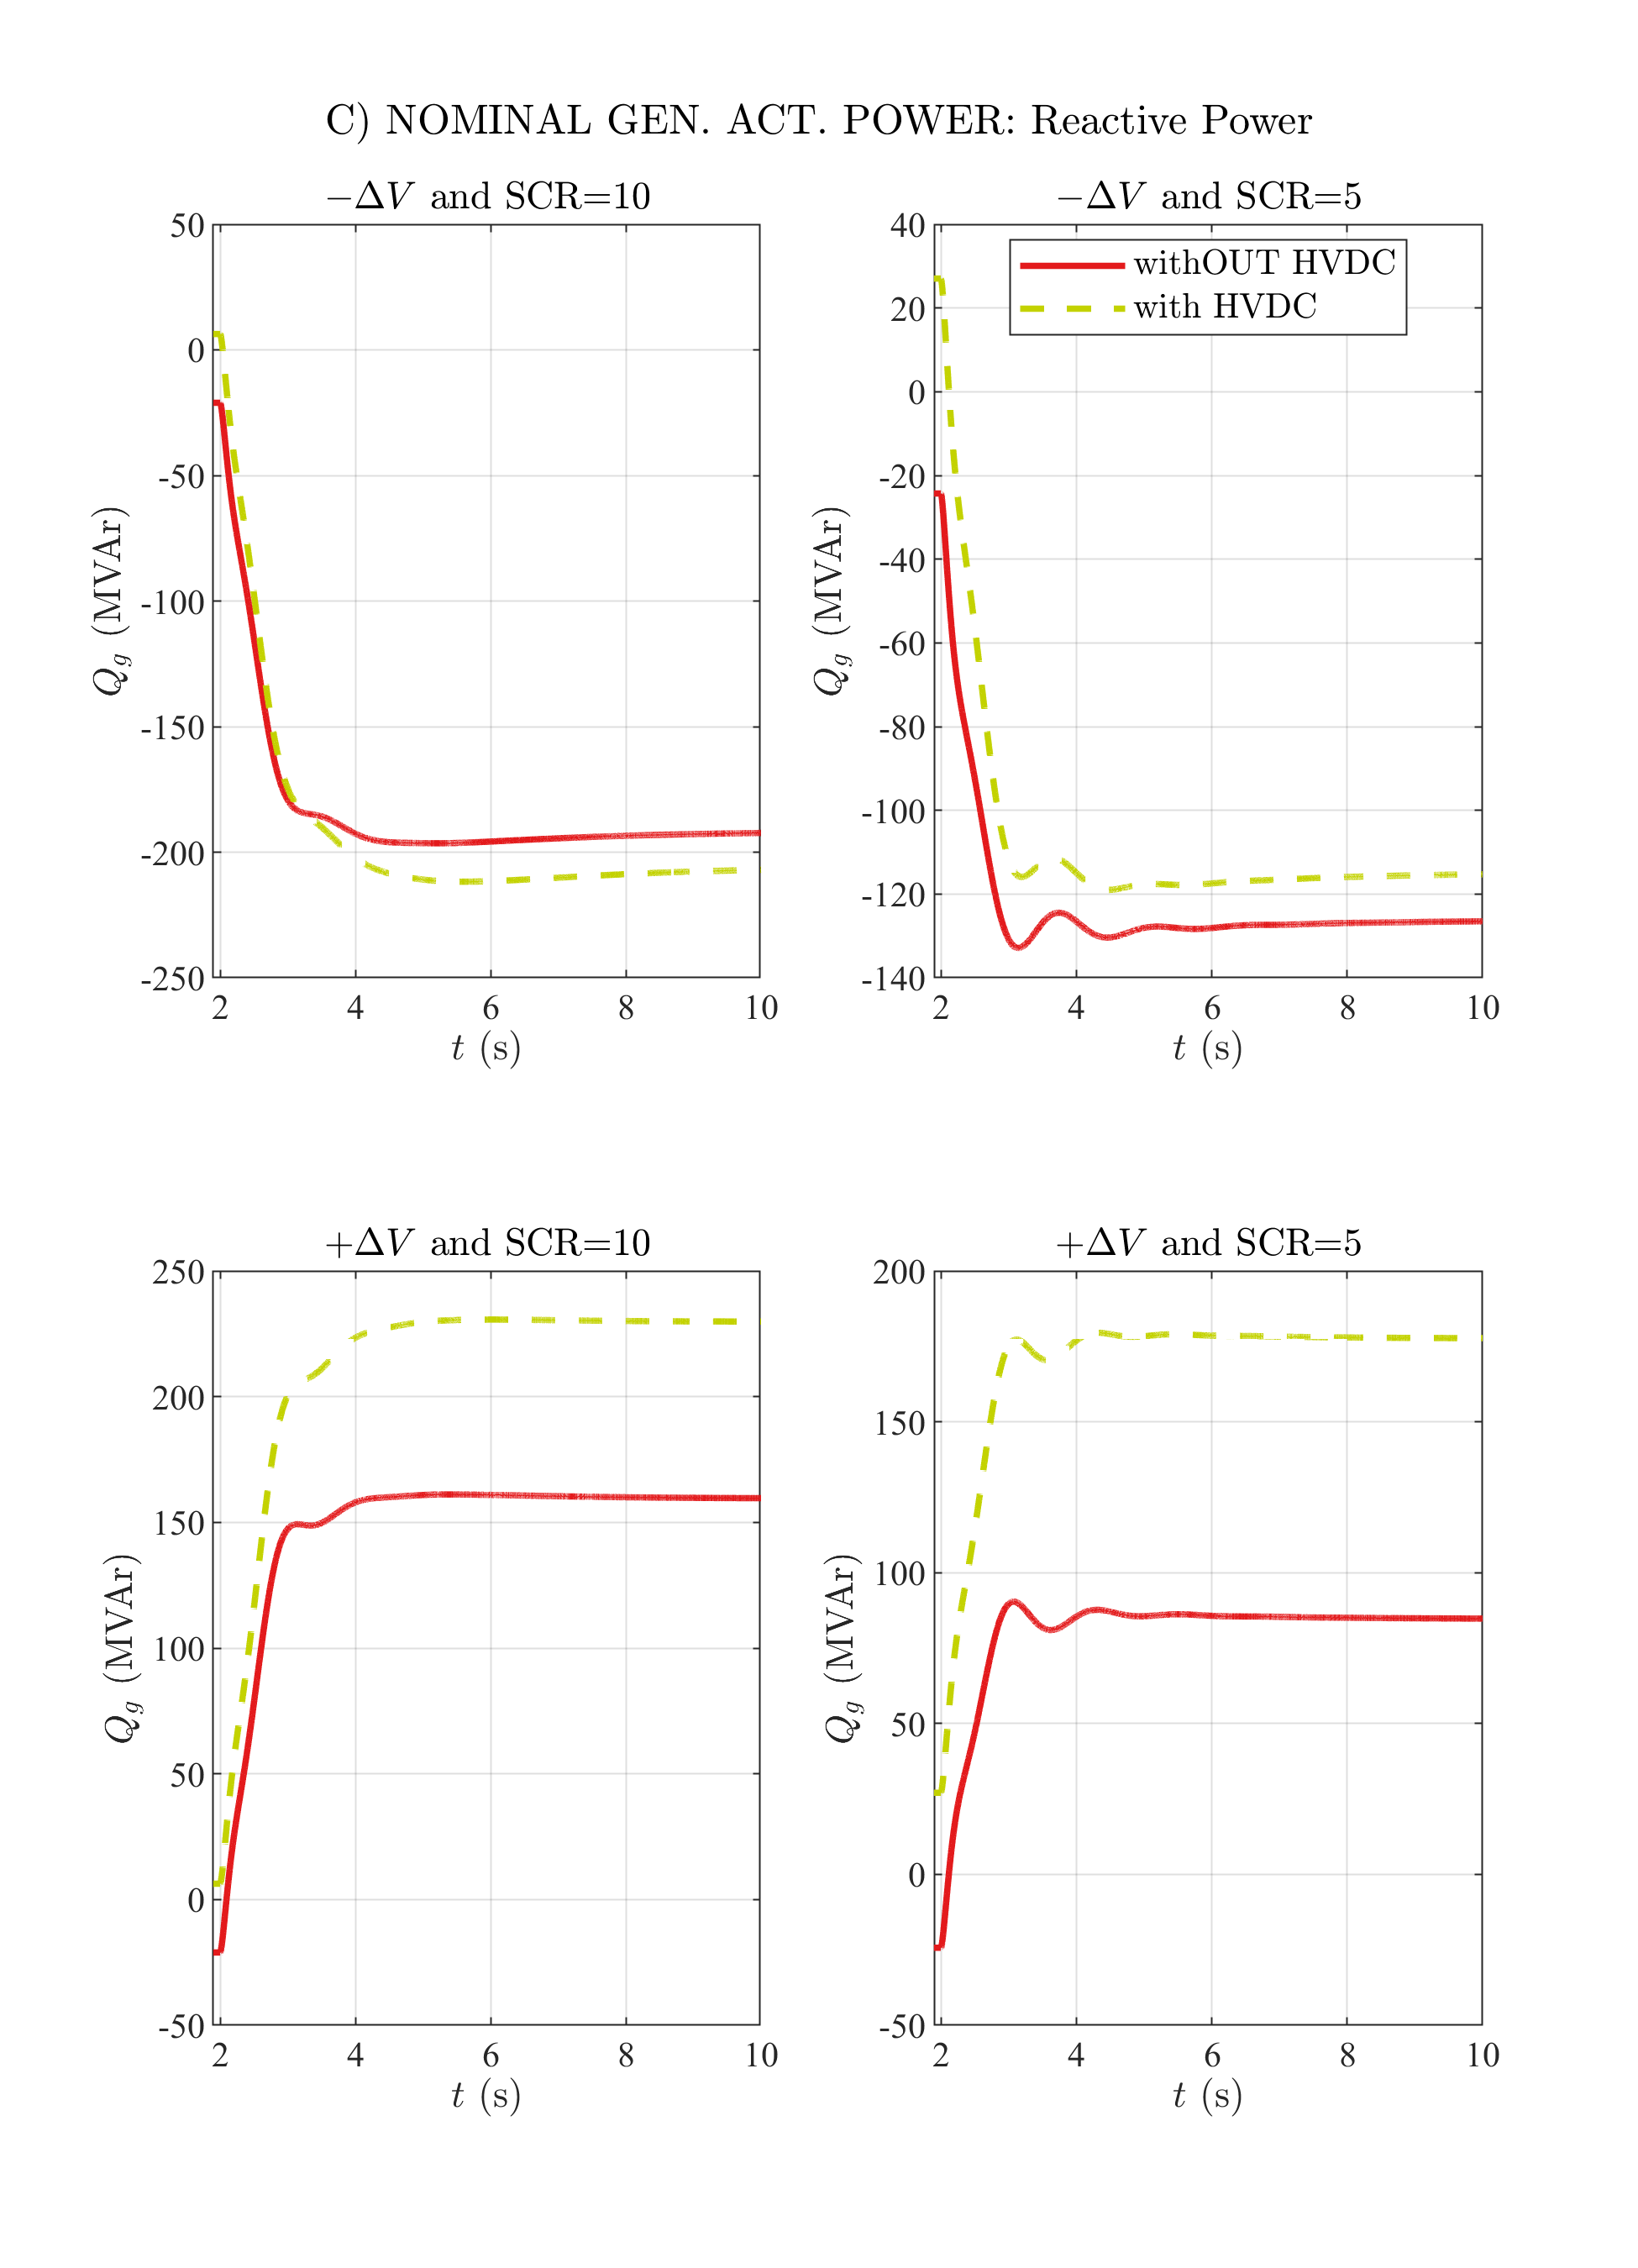 C) NOMINAL GEN. ACT. POWER: Reactive Power
−ΔV and SCR=10
50
0
-50
-100
-150
-200
-250
Q_g (MVAr)
2 4 6 8 10
t (s)
−ΔV and SCR=5
withOUT HVDC
with HVDC
40
20
0
-20
-40
-60
-80
-100
-120
-140
Q_g (MVAr)
2 4 6 8 10
t (s)
+ΔV and SCR=10
250
200
150
100
50
0
-50
Q_g (MVAr)
2 4 6 8 10
t (s)
+ΔV and SCR=5
200
150
100
50
0
-50
Q_g (MVAr)
2 4 6 8 10
t (s)